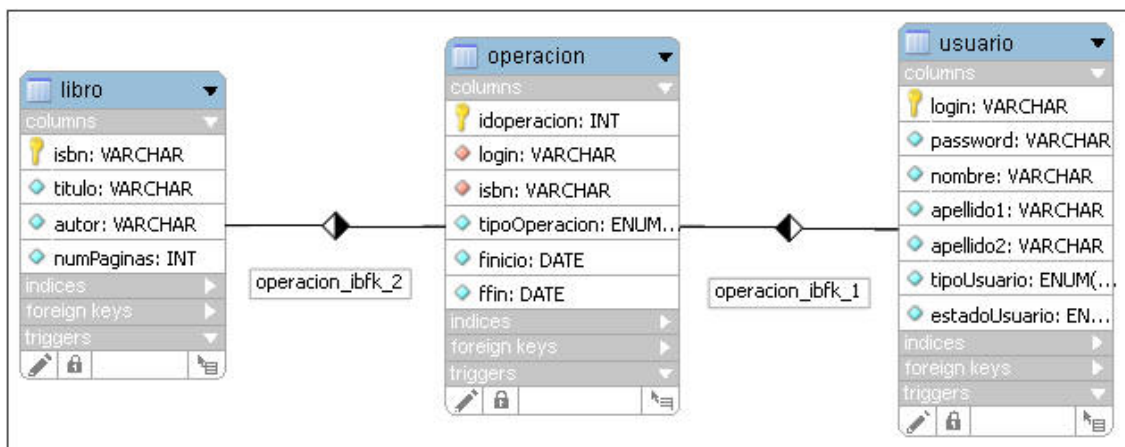 libro
columns
isbn: VARCHAR
titulo: VARCHAR
autor: VARCHAR
numPaginas: INT
indices
foreign keys
triggers
operacion_ibfk_2
operacion
columns
idoperacion: INT
login: VARCHAR
isbn: VARCHAR
tipoOperacion: ENUM...
finicio: DATE
ffin: DATE
indices
foreign keys
triggers
operacion_ibfk_1
usuario
columns
login: VARCHAR
password: VARCHAR
nombre: VARCHAR
apellido1: VARCHAR
apellido2: VARCHAR
tipoUsuario: ENUM(...
estadoUsuario: EN...
indices
foreign keys
triggers